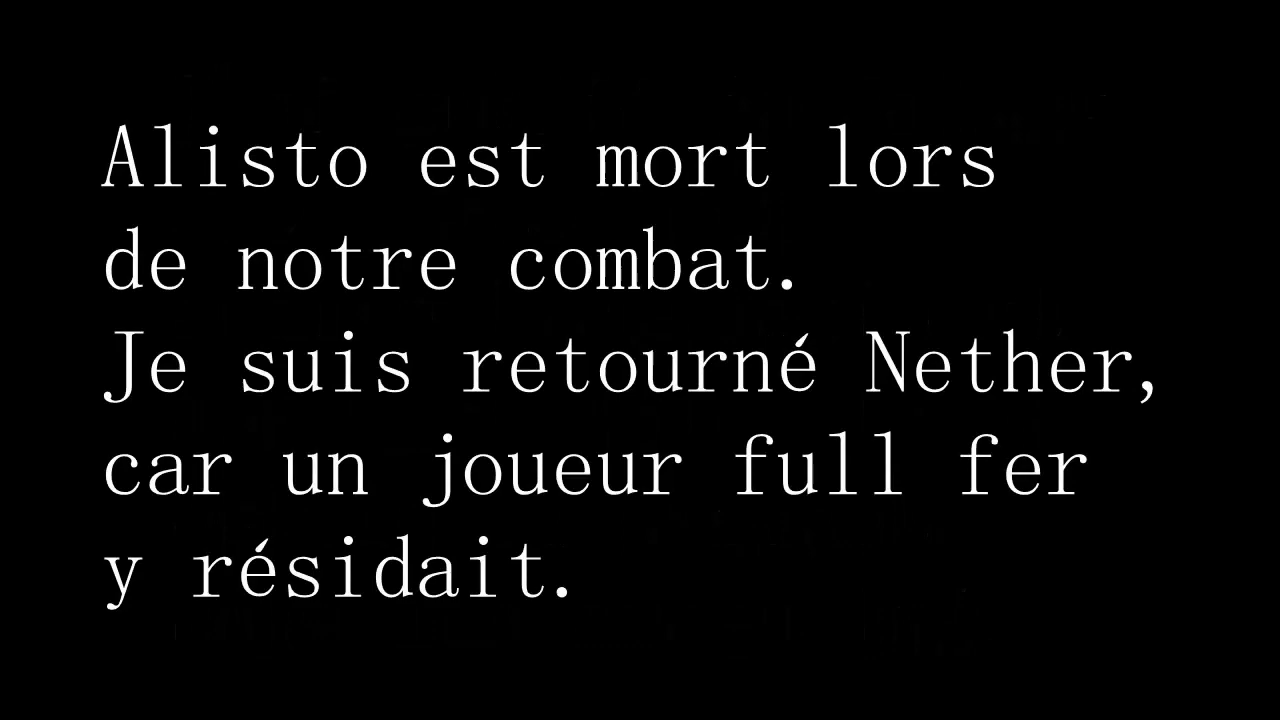 Alisto est mort lors
de notre combat.
Je suis retourné Nether,
car un joueur full fer
y résidait.